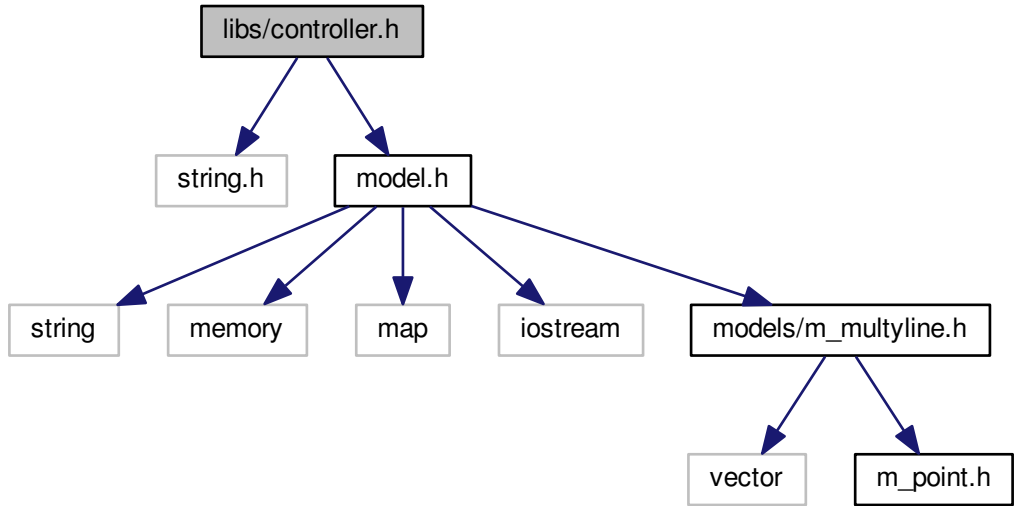 libs/controller.h
string.h
model.h
string
memory
map
iostream
models/m_multyline.h
vector
m_point.h